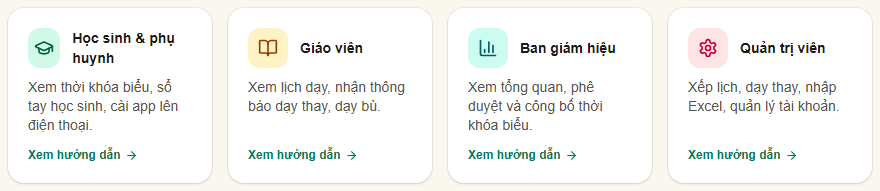 Học sinh & phụ
huynh
Xem thời khóa biểu, sổ
tay học sinh, cài app lên
điện thoại.
Xem hướng dẫn →
Giáo viên
Xem lịch dạy, nhận thông
báo dạy thay, dạy bù.
Xem hướng dẫn →
Ban giám hiệu
Xem tổng quan, phê
duyệt và công bố thời
khóa biểu.
Xem hướng dẫn →
Quản trị viên
Xếp lịch, dạy thay, nhập
Excel, quản lý tài khoản.
Xem hướng dẫn →